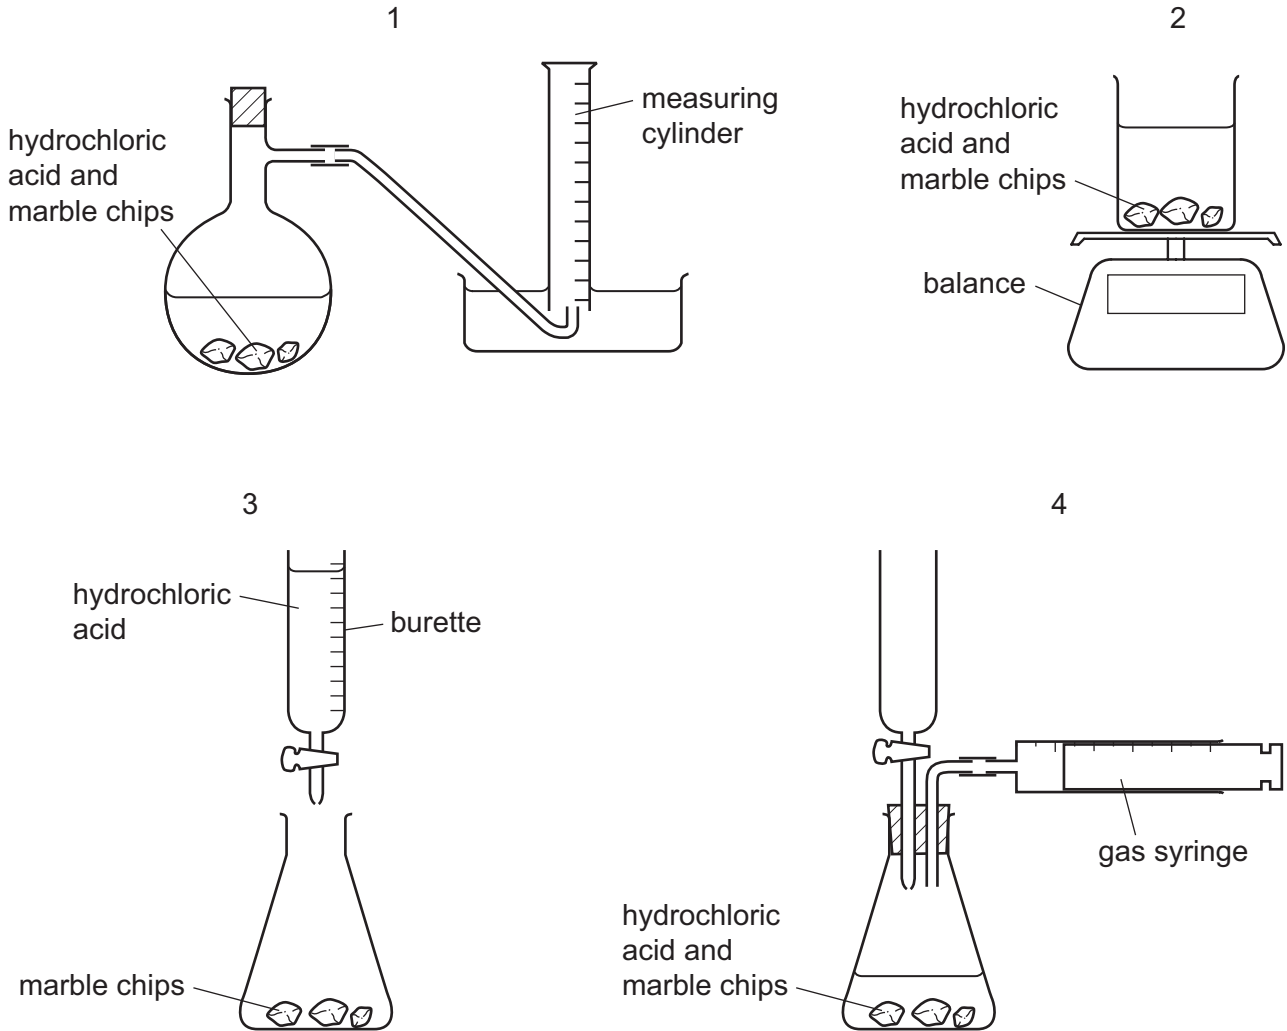 1
hydrochloric
acid and
marble chips
measuring
cylinder
2
hydrochloric
acid and
marble chips
balance
3
hydrochloric
acid
burette
marble chips
4
gas syringe
hydrochloric
acid and
marble chips